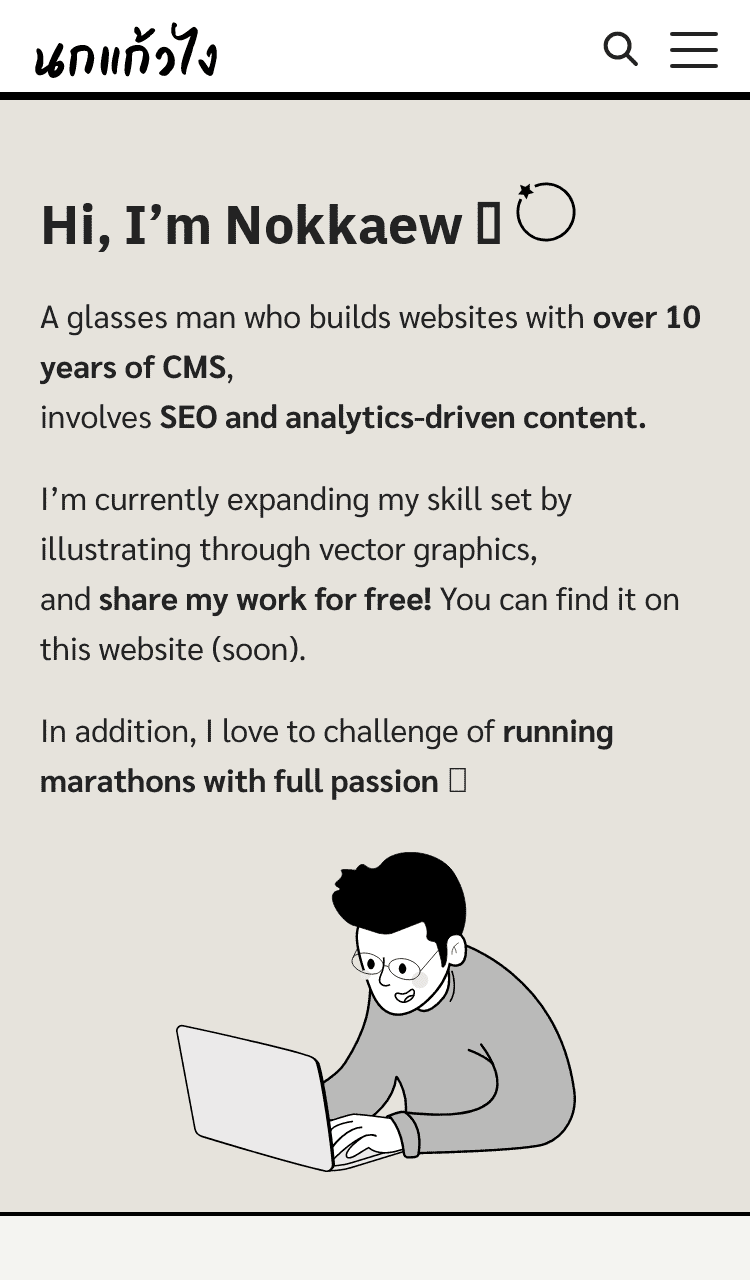 นกแก้วไง
Hi, I’m Nokkaew
A glasses man who builds websites with over 10
years of CMS,
involves SEO and analytics-driven content.
I’m currently expanding my skill set by
illustrating through vector graphics,
and share my work for free! You can find it on
this website (soon).
In addition, I love to challenge of running
marathons with full passion